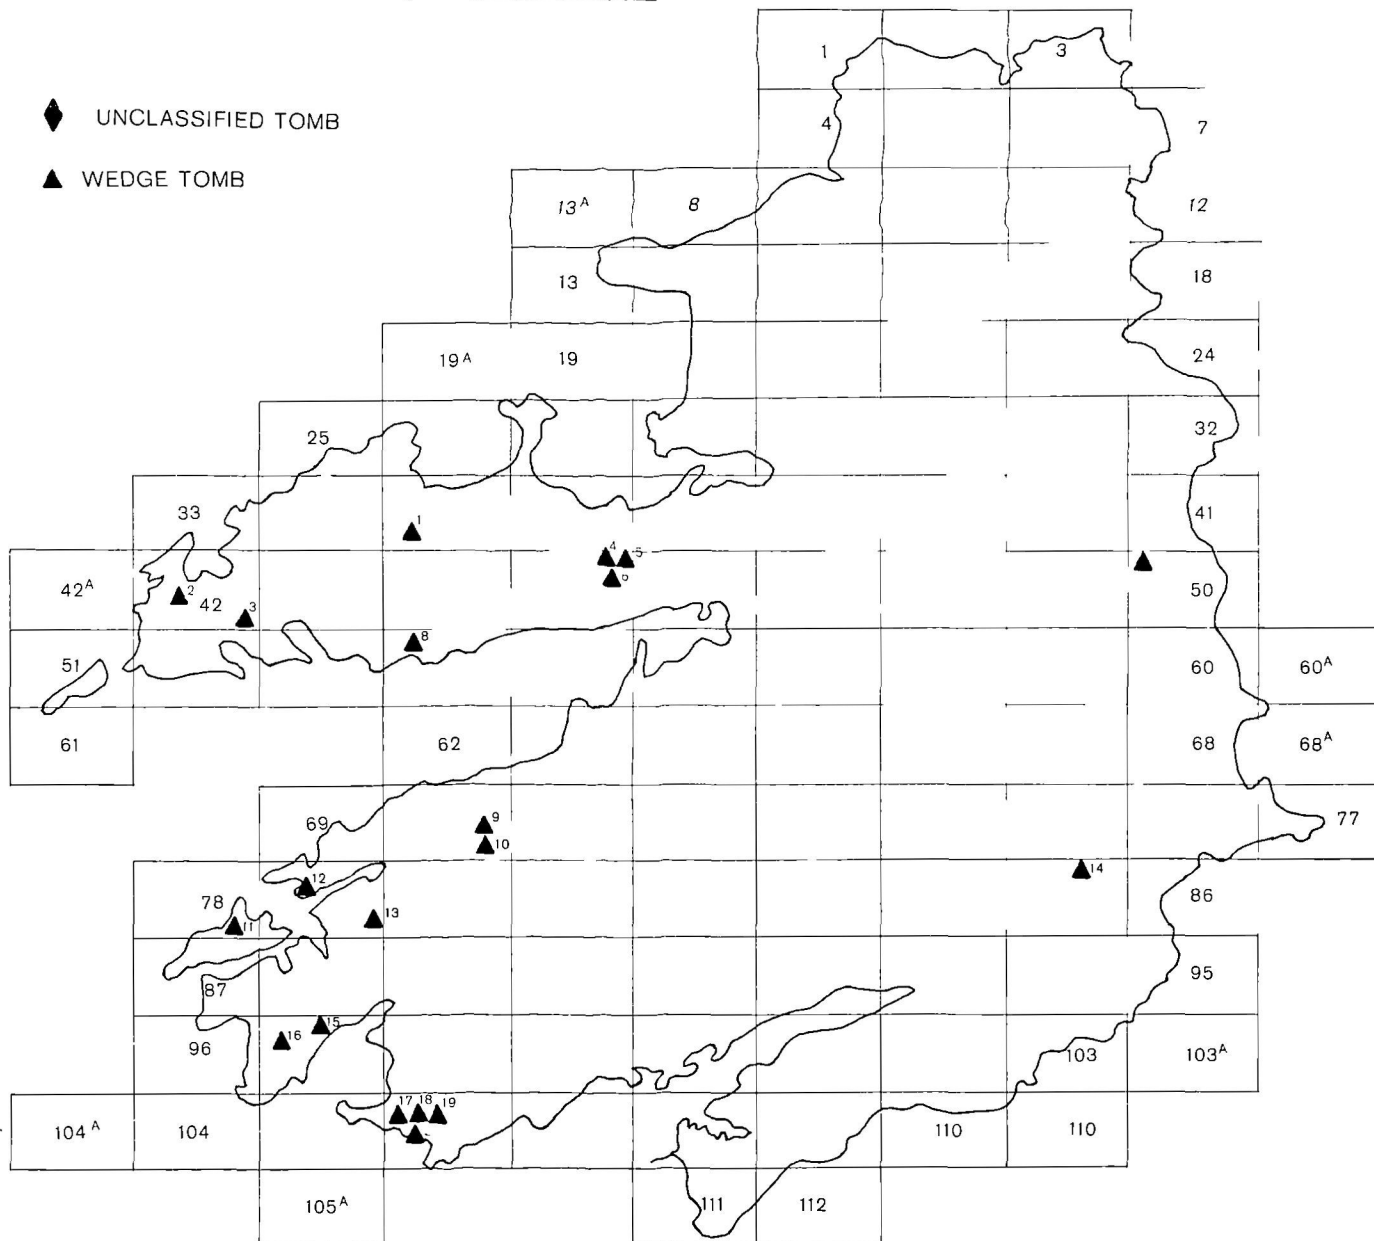 1 3
UNCLASSIFIED TOMB
4 7
WEDGE TOMB
13A 8 12
13 18
19A 19 24
25 32
33 1 41
4 5
6
42A 2 42 3 50
51 8 60 60A
61 62 68 68A
69 9 77
10
12 14
78 11 13 86
87 95
96 16 15 103 103A
17 18 19
104A 104 110 110
105A 111 112